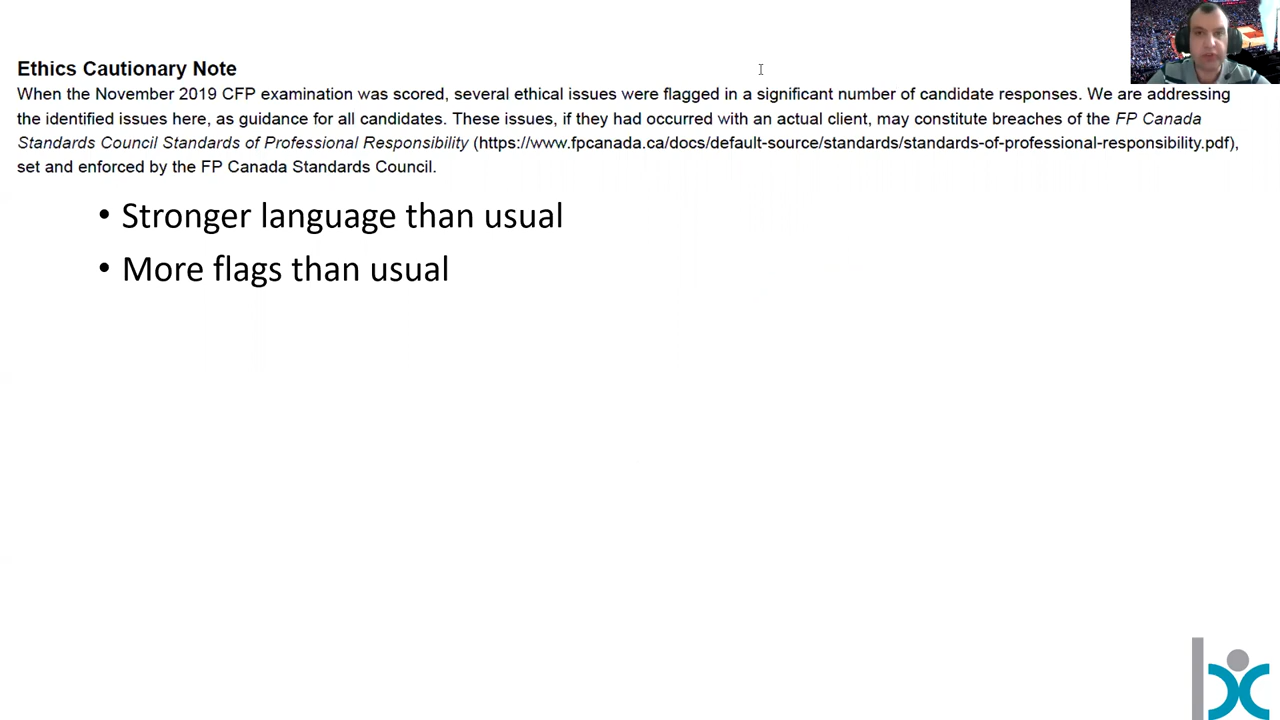 Ethics Cautionary Note
When the November 2019 CFP examination was scored, several ethical issues were flagged in a significant number of candidate responses. We are addressing
the identified issues here, as guidance for all candidates. These issues, if they had occurred with an actual client, may constitute breaches of the FP Canada
Standards Council Standards of Professional Responsibility (https://www.fpcanada.ca/docs/default-source/standards/standards-of-professional-responsibility.pdf),
set and enforced by the FP Canada Standards Council.
• Stronger language than usual
• More flags than usual